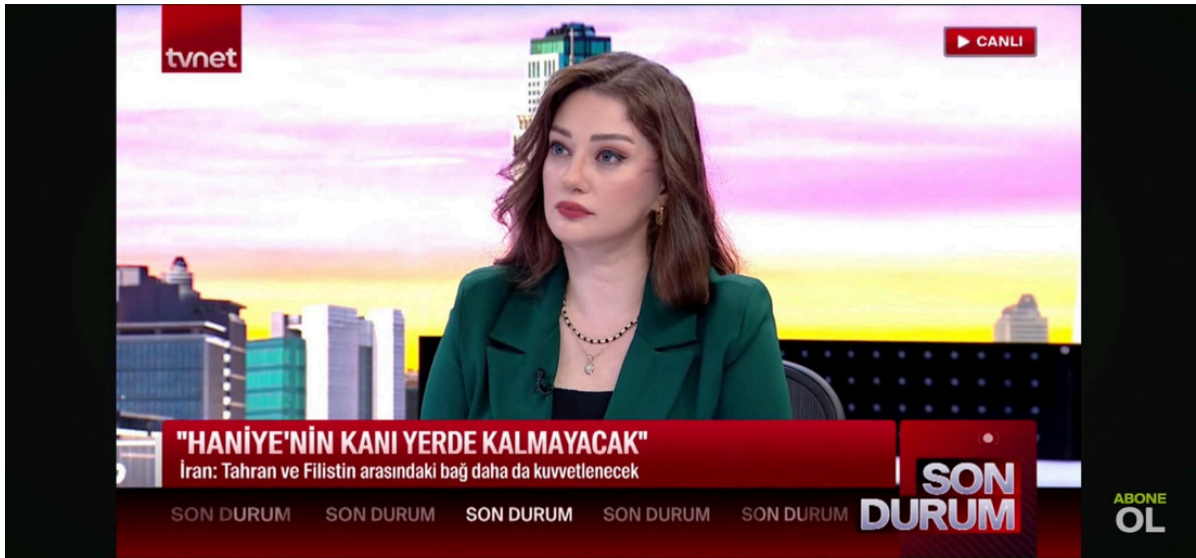 tvnet
CANLI
"HANİYE'NİN KANI YERDE KALMAYACAK"
İran: Tahran ve Filistin arasındaki bağ daha da kuvvetlenecek
SON DURUM
SON DURUM SON DURUM SON DURUM SON DURUM SON DURUM
ABONE
OL